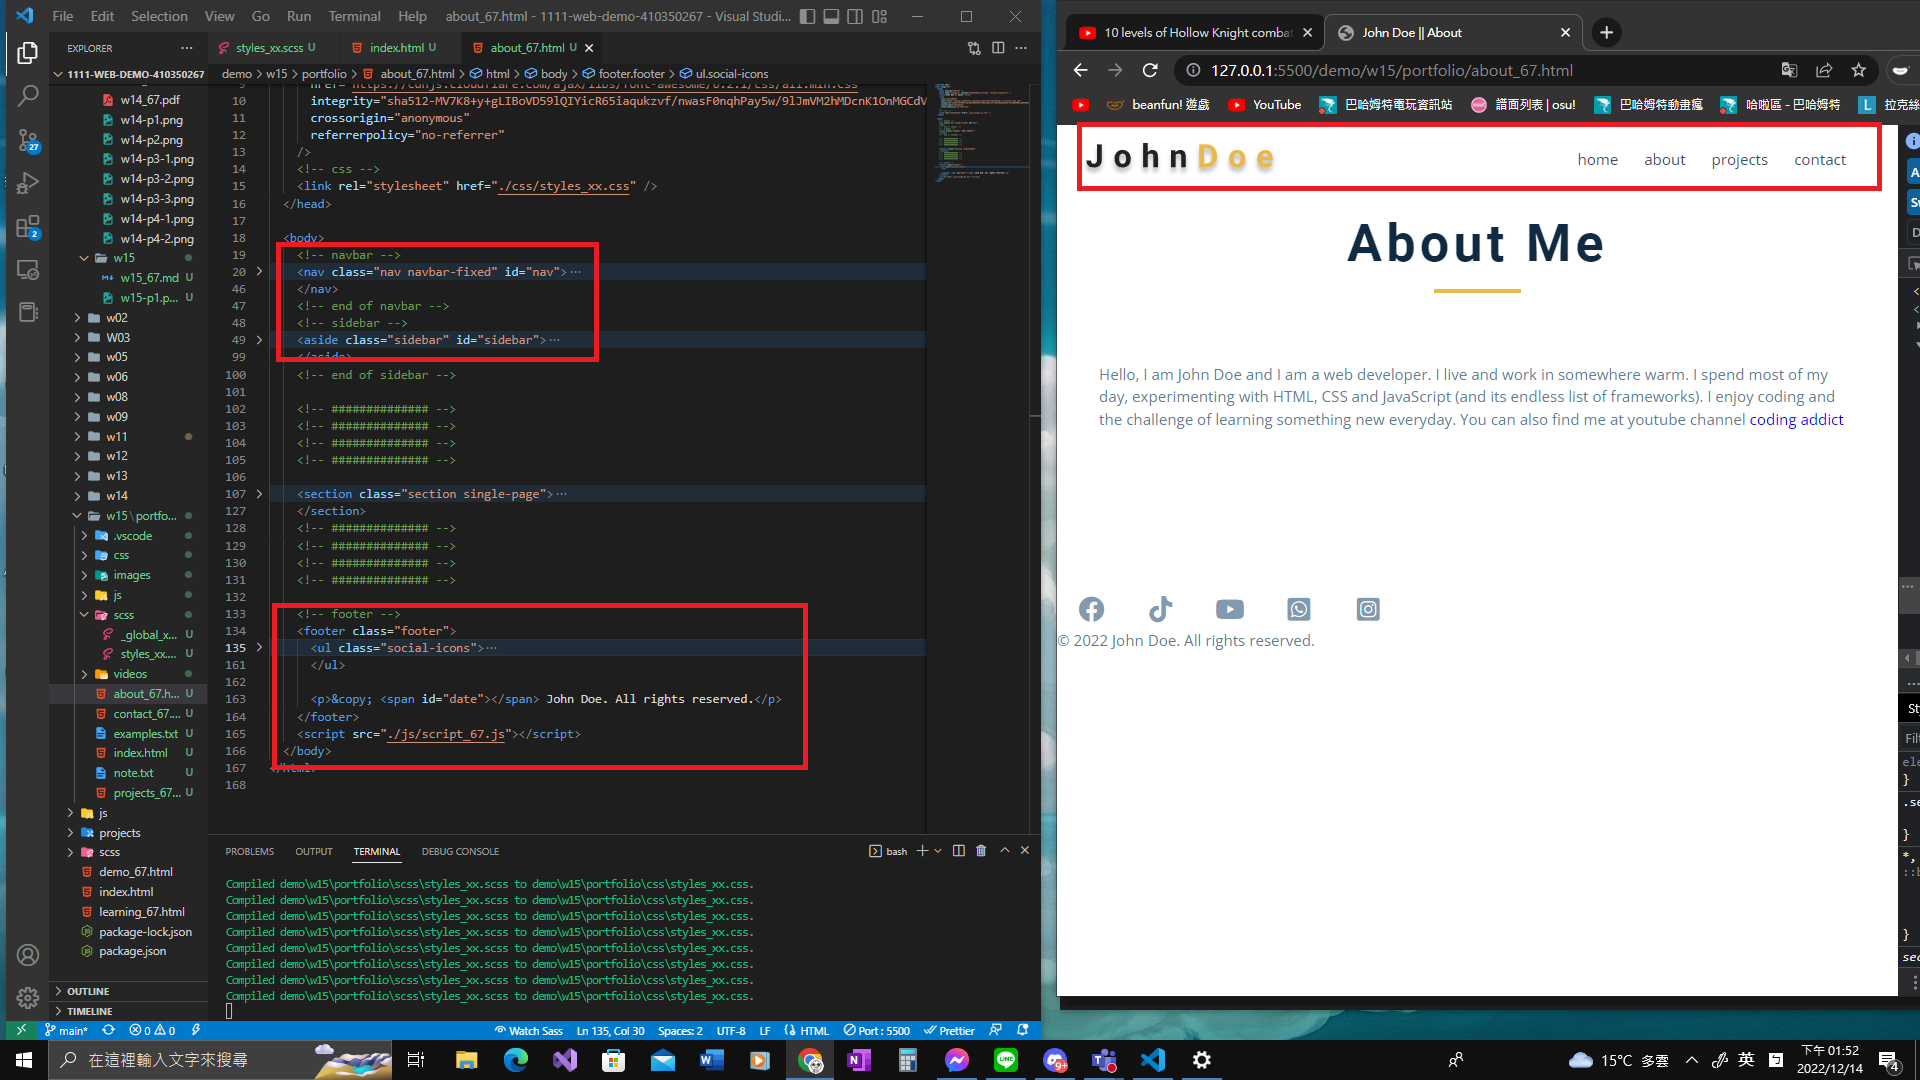 File Edit Selection View Go Run Terminal Help about_67.html - 1111-web-demo-410350267 - Visual Studi...
EXPLORER
styles_xx.scss U index.html U about_67.html U
1111-WEB-DEMO-410350267
demo > w15 > portfolio > about_67.html > html > body > footer.footer > ul.social-icons
w14_67.pdf
w14-p1.png
w14-p2.png
w14-p3-1.png
w14-p3-2.png
w14-p3-3.png
w14-p4-1.png
w14-p4-2.png
w15
w15_67.md U
w15-p1.p... U
w02
W03
w05
w06
w08
w09
w11
w12
w13
w14
w15\portfo...
.vscode
css
images
js
scss
_global_x... U
styles_xx.... U
videos
about_67.h... U
contact_67.... U
examples.txt U
index.html U
note.txt U
projects_67... U
js
projects
scss
demo_67.html
index.html
learning_67.html
package-lock.json
package.json
OUTLINE
TIMELINE
27
2
10 integrity="sha512-MV7K8+y+gLIBoVD59lQIYicR65iaqukzvf/nwasF0nqhPay5w/9lJmVM2hMDcnK1OnMGCdV
11 crossorigin="anonymous"
12 referrerpolicy="no-referrer"
13 />
14 <!-- css -->
15 <link rel="stylesheet" href="./css/styles_xx.css" />
16 </head>
17
18 <body>
19 <!-- navbar -->
20 <nav class="nav navbar-fixed" id="nav">...
46 </nav>
47 <!-- end of navbar -->
48 <!-- sidebar -->
49 <aside class="sidebar" id="sidebar">...
99 </aside>
100 <!-- end of sidebar -->
101
102 <!-- ############## -->
103 <!-- ############## -->
104 <!-- ############## -->
105 <!-- ############## -->
106
107 <section class="section single-page">...
127 </section>
128 <!-- ############## -->
129 <!-- ############## -->
130 <!-- ############## -->
131 <!-- ############## -->
132
133 <!-- footer -->
134 <footer class="footer">
135 <ul class="social-icons">...
161 </ul>
162
163 <p>&copy; <span id="date"></span> John Doe. All rights reserved.</p>
164 </footer>
165 <script src="./js/script_67.js"></script>
166 </body>
167 </html>
168
PROBLEMS OUTPUT TERMINAL DEBUG CONSOLE bash
Compiled demo\w15\portfolio\scss\styles_xx.scss to demo\w15\portfolio\css\styles_xx.css.
Compiled demo\w15\portfolio\scss\styles_xx.scss to demo\w15\portfolio\css\styles_xx.css.
Compiled demo\w15\portfolio\scss\styles_xx.scss to demo\w15\portfolio\css\styles_xx.css.
Compiled demo\w15\portfolio\scss\styles_xx.scss to demo\w15\portfolio\css\styles_xx.css.
Compiled demo\w15\portfolio\scss\styles_xx.scss to demo\w15\portfolio\css\styles_xx.css.
Compiled demo\w15\portfolio\scss\styles_xx.scss to demo\w15\portfolio\css\styles_xx.css.
Compiled demo\w15\portfolio\scss\styles_xx.scss to demo\w15\portfolio\css\styles_xx.css.
Compiled demo\w15\portfolio\scss\styles_xx.scss to demo\w15\portfolio\css\styles_xx.css.
main* 0 0 Watch Sass Ln 135, Col 30 Spaces: 2 UTF-8 LF HTML Port : 5500 Prettier
10 levels of Hollow Knight combat John Doe || About
127.0.0.1:5500/demo/w15/portfolio/about_67.html
beanfun! 遊戲 YouTube 巴哈姆特電玩資訊站 譜面列表 | osu! 巴哈姆特動畫瘋 哈啦區 - 巴哈姆特 拉克絲
JohnDoe home about projects contact
About Me
Hello, I am John Doe and I am a web developer. I live and work in somewhere warm. I spend most of my
day, experimenting with HTML, CSS and JavaScript (and its endless list of frameworks). I enjoy coding and
the challenge of learning something new everyday. You can also find me at youtube channel coding addict
© 2022 John Doe. All rights reserved.
在這裡輸入文字來搜尋
9+
15°C 多雲 英
下午 01:52
2022/12/14
4